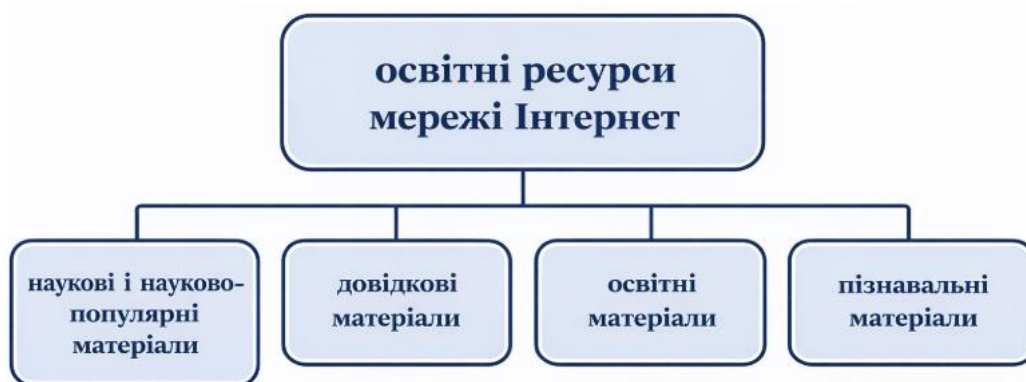 освітні ресурси
мережі Інтернет
наукові і науково-
популярні
матеріали
довідкові
матеріали
освітні
матеріали
пізнавальні
матеріали